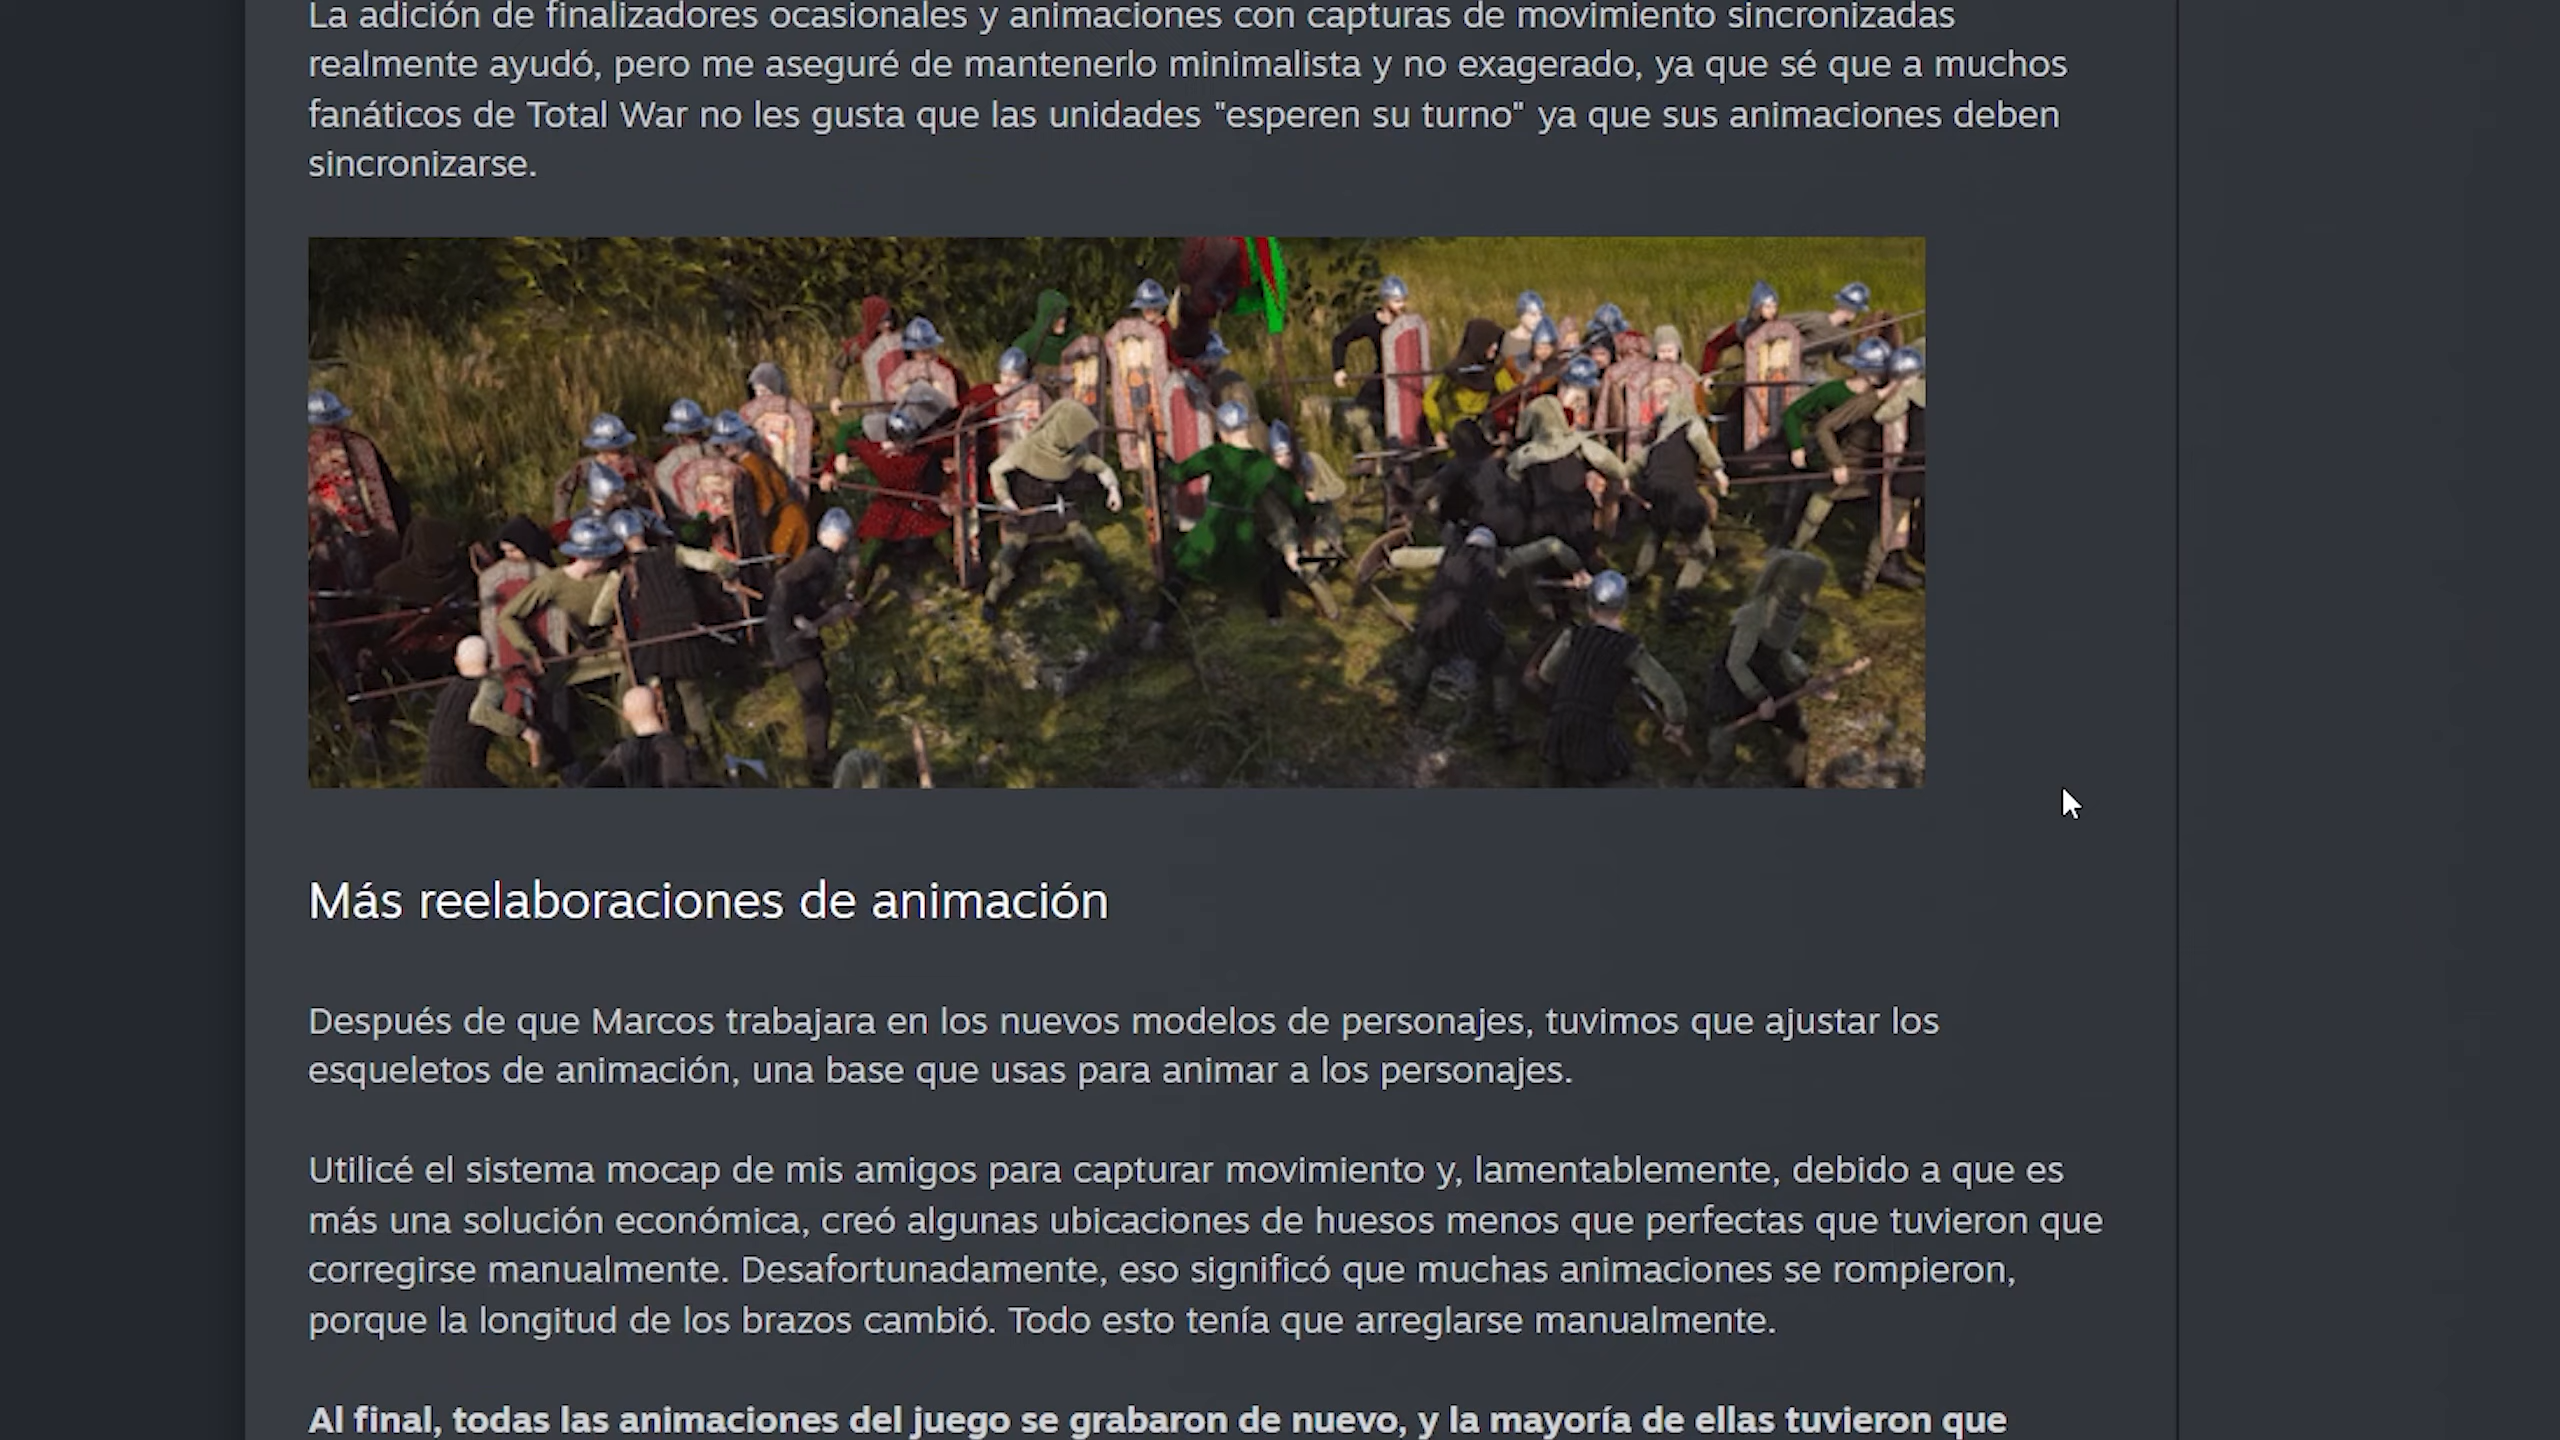 La adición de finalizadores ocasionales y animaciones con capturas de movimiento sincronizadas
realmente ayudó, pero me aseguré de mantenerlo minimalista y no exagerado, ya que sé que a muchos
fanáticos de Total War no les gusta que las unidades "esperen su turno" ya que sus animaciones deben
sincronizarse.
Más reelaboraciones de animación
Después de que Marcos trabajara en los nuevos modelos de personajes, tuvimos que ajustar los
esqueletos de animación, una base que usas para animar a los personajes.
Utilicé el sistema mocap de mis amigos para capturar movimiento y, lamentablemente, debido a que es
más una solución económica, creó algunas ubicaciones de huesos menos que perfectas que tuvieron que
corregirse manualmente. Desafortunadamente, eso significó que muchas animaciones se rompieron,
porque la longitud de los brazos cambió. Todo esto tenía que arreglarse manualmente.
Al final, todas las animaciones del juego se grabaron de nuevo, y la mayoría de ellas tuvieron que